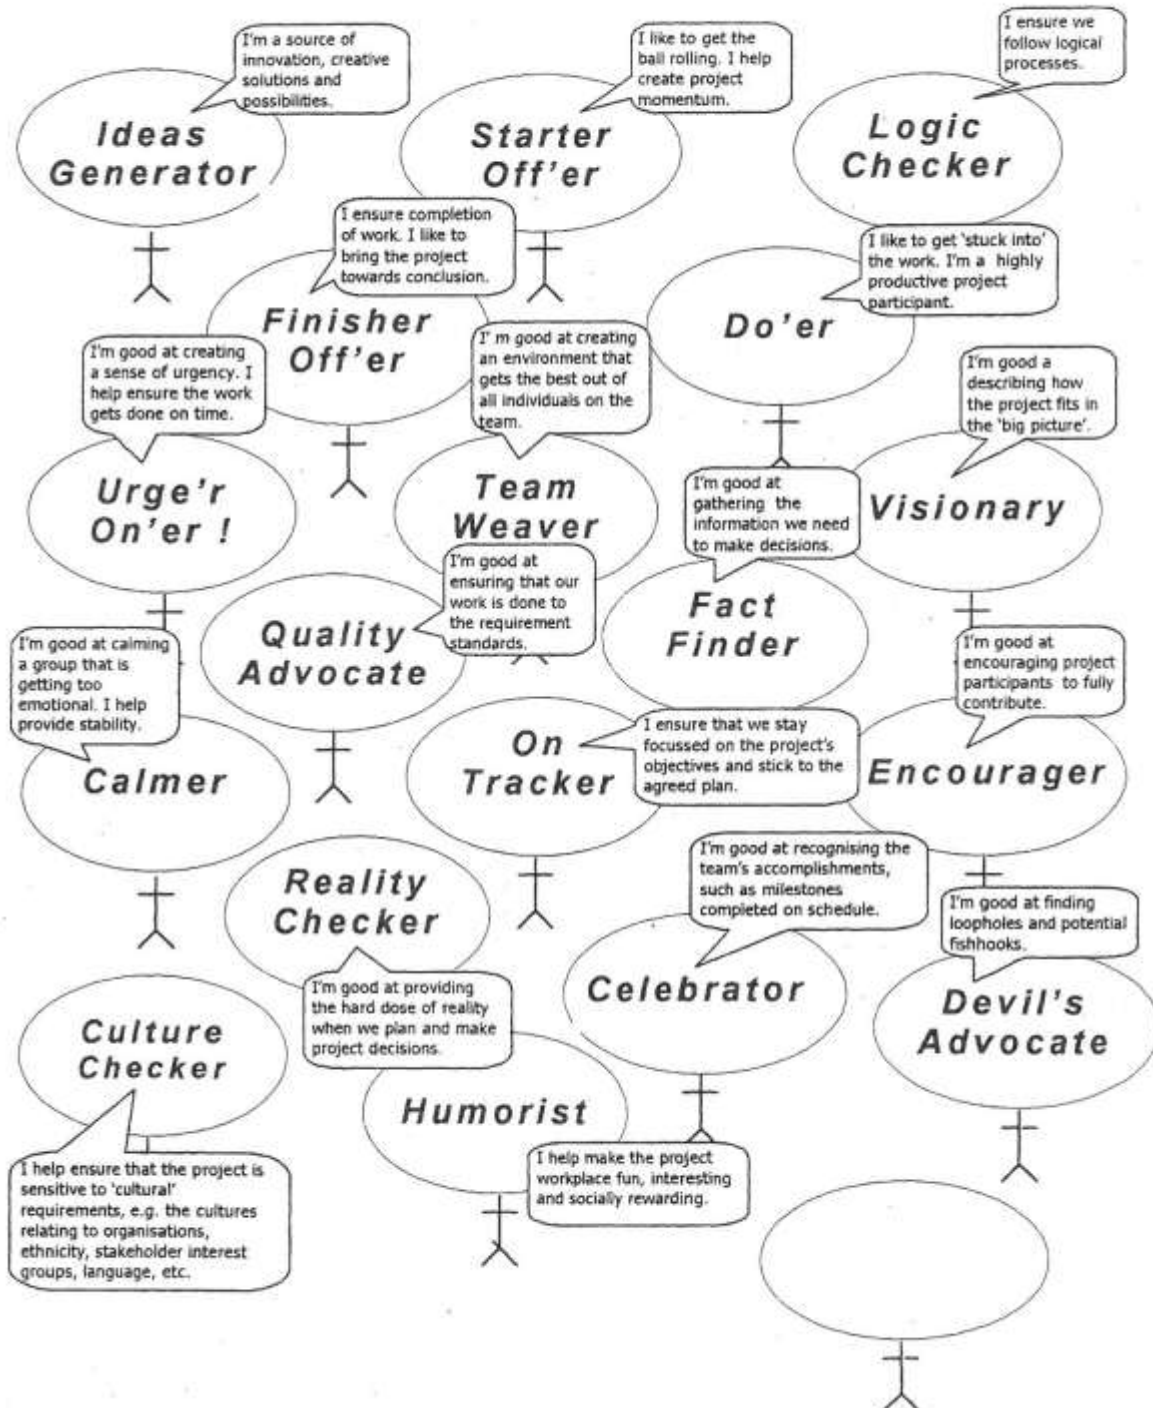 I'm a source of
innovation, creative
solutions and
possibilities.
Ideas
Generator
I like to get the
ball rolling. I help
create project
momentum.
Starter
Off'er
I ensure we
follow logical
processes.
Logic
Checker
I ensure completion
of work. I like to
bring the project
towards conclusion.
Finisher
Off'er
I like to get 'stuck into'
the work. I'm a highly
productive project
participant.
Do'er
I'm good at creating
a sense of urgency. I
help ensure the work
gets done on time.
Urge'r
On'er !
I' m good at creating
an environment that
gets the best out of
all individuals on the
team.
Team
Weaver
I'm good a
describing how
the project fits in
the 'big picture'.
Visionary
I'm good at
gathering the
information we need
to make decisions.
Fact
Finder
I'm good at
ensuring that our
work is done to
the requirement
standards.
Quality
Advocate
I'm good at calming
a group that is
getting too
emotional. I help
provide stability.
Calmer
I ensure that we stay
focussed on the project's
objectives and stick to the
agreed plan.
On
Tracker
I'm good at
encouraging project
participants to fully
contribute.
Encourager
Reality
Checker
I'm good at providing
the hard dose of reality
when we plan and make
project decisions.
I'm good at recognising the
team's accomplishments,
such as milestones
completed on schedule.
Celebrator
I'm good at finding
loopholes and potential
fishhooks.
Devil's
Advocate
Culture
Checker
I help ensure that the project is
sensitive to 'cultural'
requirements, e.g. the cultures
relating to organisations,
ethnicity, stakeholder interest
groups, language, etc.
Humorist
I help make the project
workplace fun, interesting
and socially rewarding.